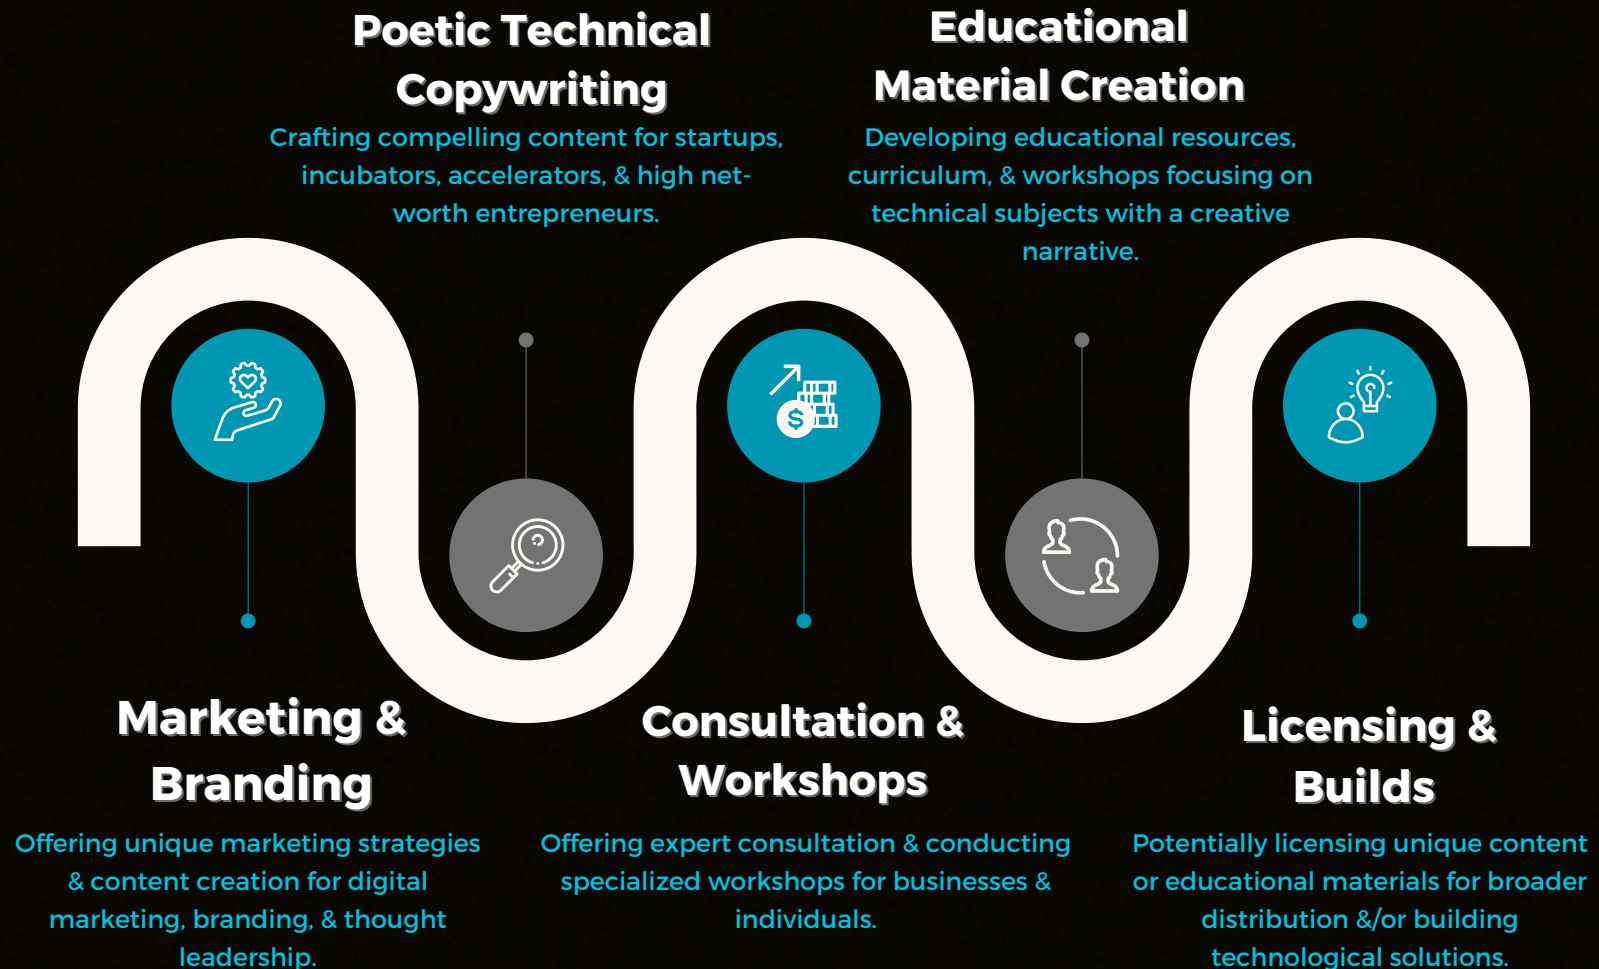 Poetic Technical
Copywriting
Crafting compelling content for startups,
incubators, accelerators, & high net-
worth entrepreneurs.
Educational
Material Creation
Developing educational resources,
curriculum, & workshops focusing on
technical subjects with a creative
narrative.
$
?
Marketing &
Branding
Offering unique marketing strategies
& content creation for digital
marketing, branding, & thought
leadership.
Consultation &
Workshops
Offering expert consultation & conducting
specialized workshops for businesses &
individuals.
Licensing &
Builds
Potentially licensing unique content
or educational materials for broader
distribution &/or building
technological solutions.